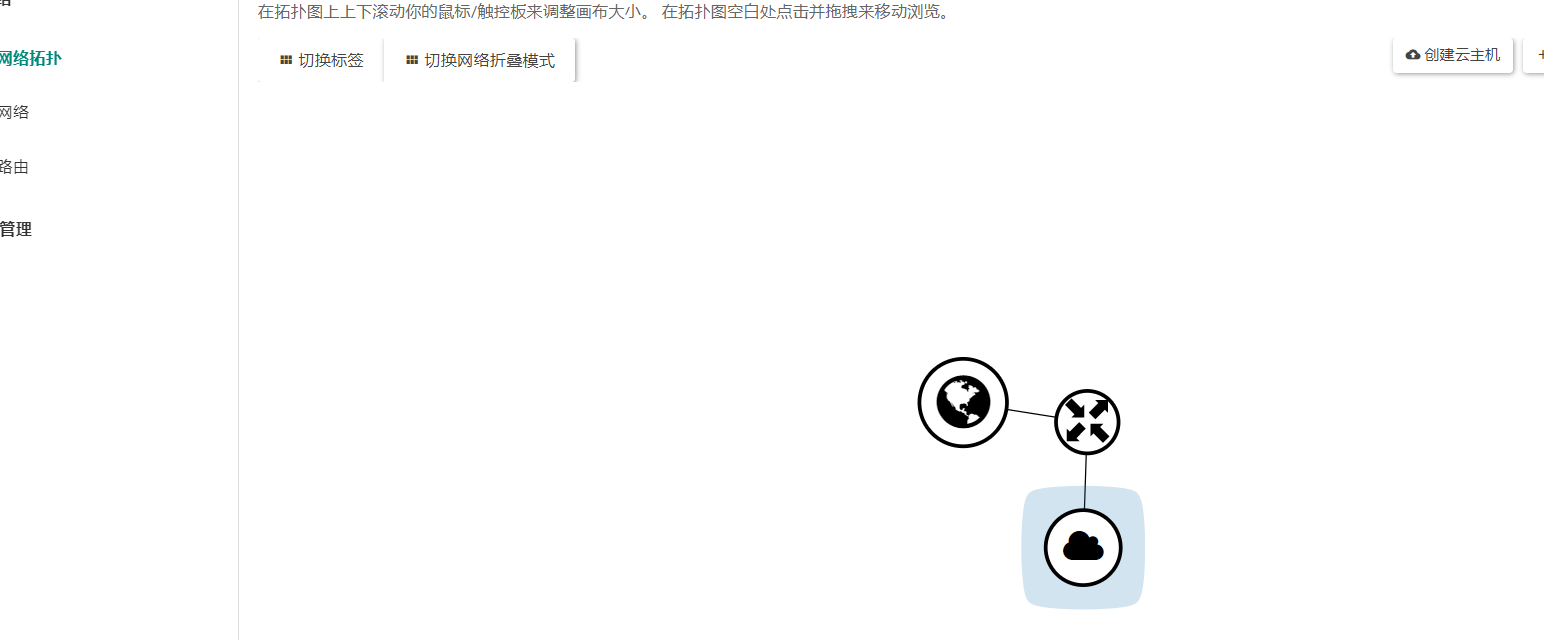 在拓扑图上上下滚动你的鼠标/触控板来调整画布大小。 在拓扑图空白处点击并拖拽来移动浏览。
网络拓扑
切换标签
切换网络折叠模式
创建云主机
+
网络
路由
管理